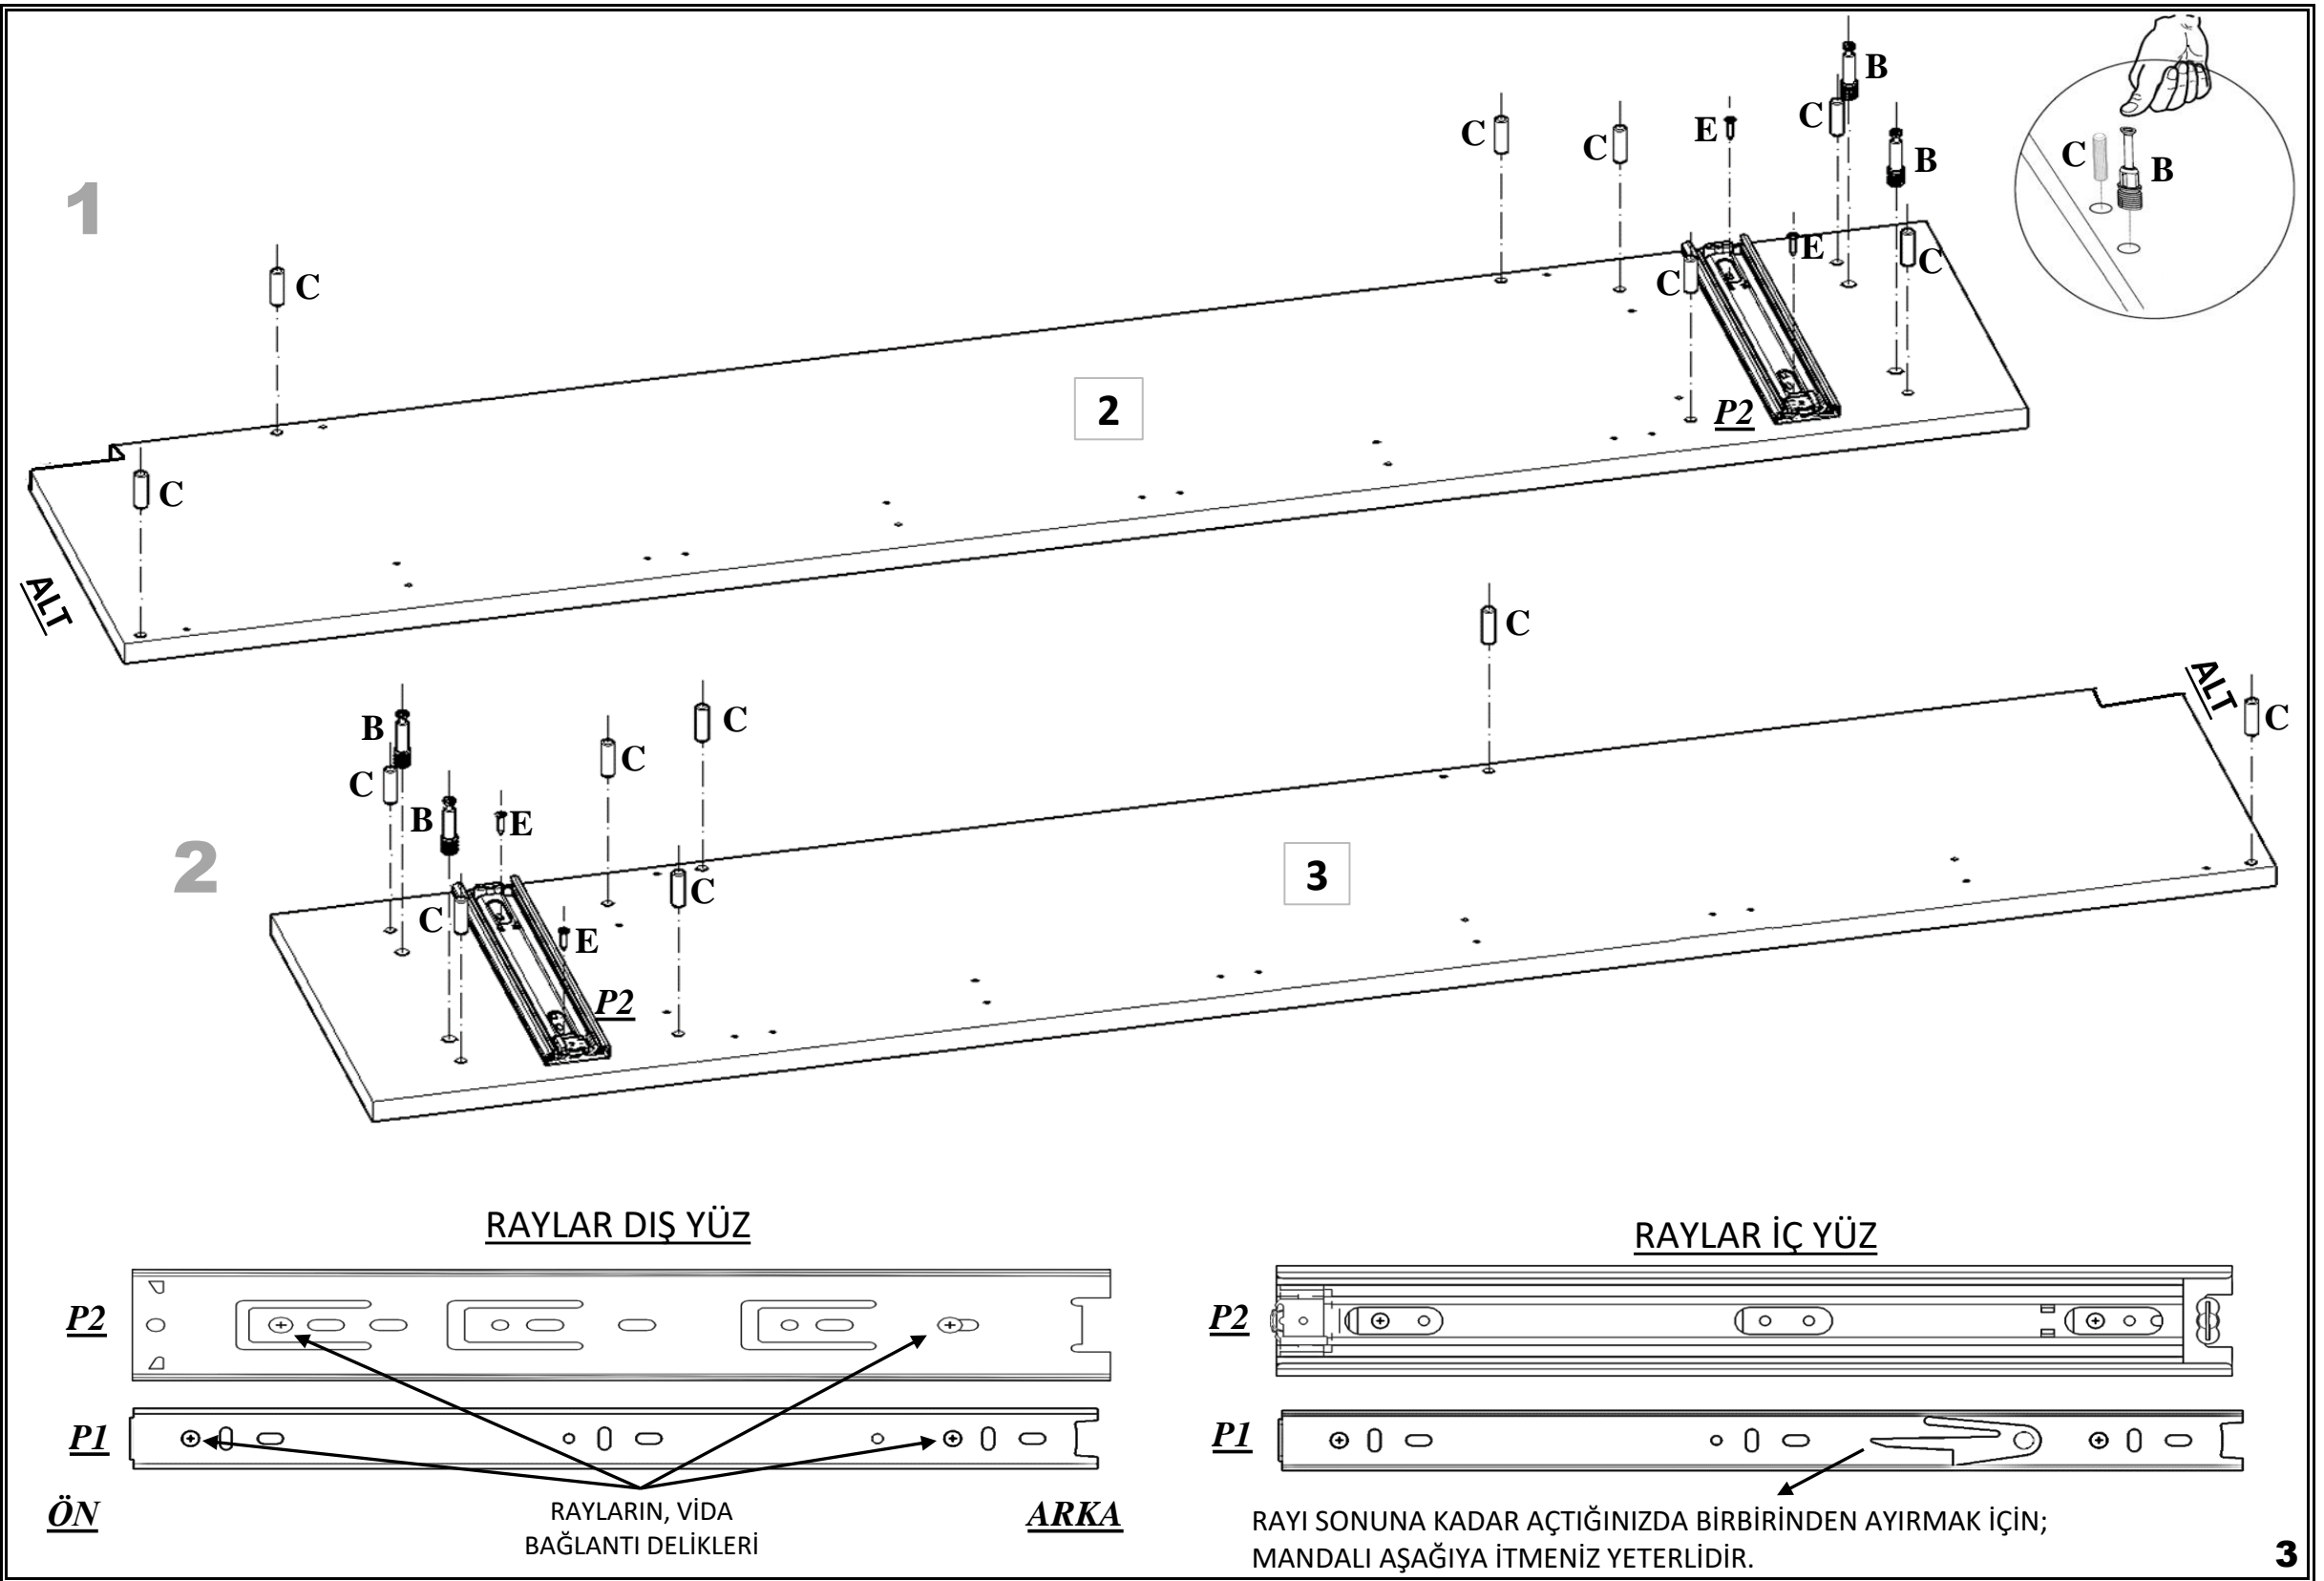 B
C
C
C
E
B
C
B
1
E
C
C
C
2
P2
C
ALT
C
ALT
C
B
C
C
C
B
E
2
3
C
C
E
P2
RAYLAR DIŞ YÜZ
RAYLAR İÇ YÜZ
P2
P2
P1
P1
ÖN
RAYLARIN, VİDA
BAĞLANTI DELİKLERİ
ARKA
RAYI SONUNA KADAR AÇTIĞINIZDA BİRBİRİNDEN AYIRMAK İÇİN;
MANDALI AŞAĞIYA İTMENİZ YETERLİDİR.
3